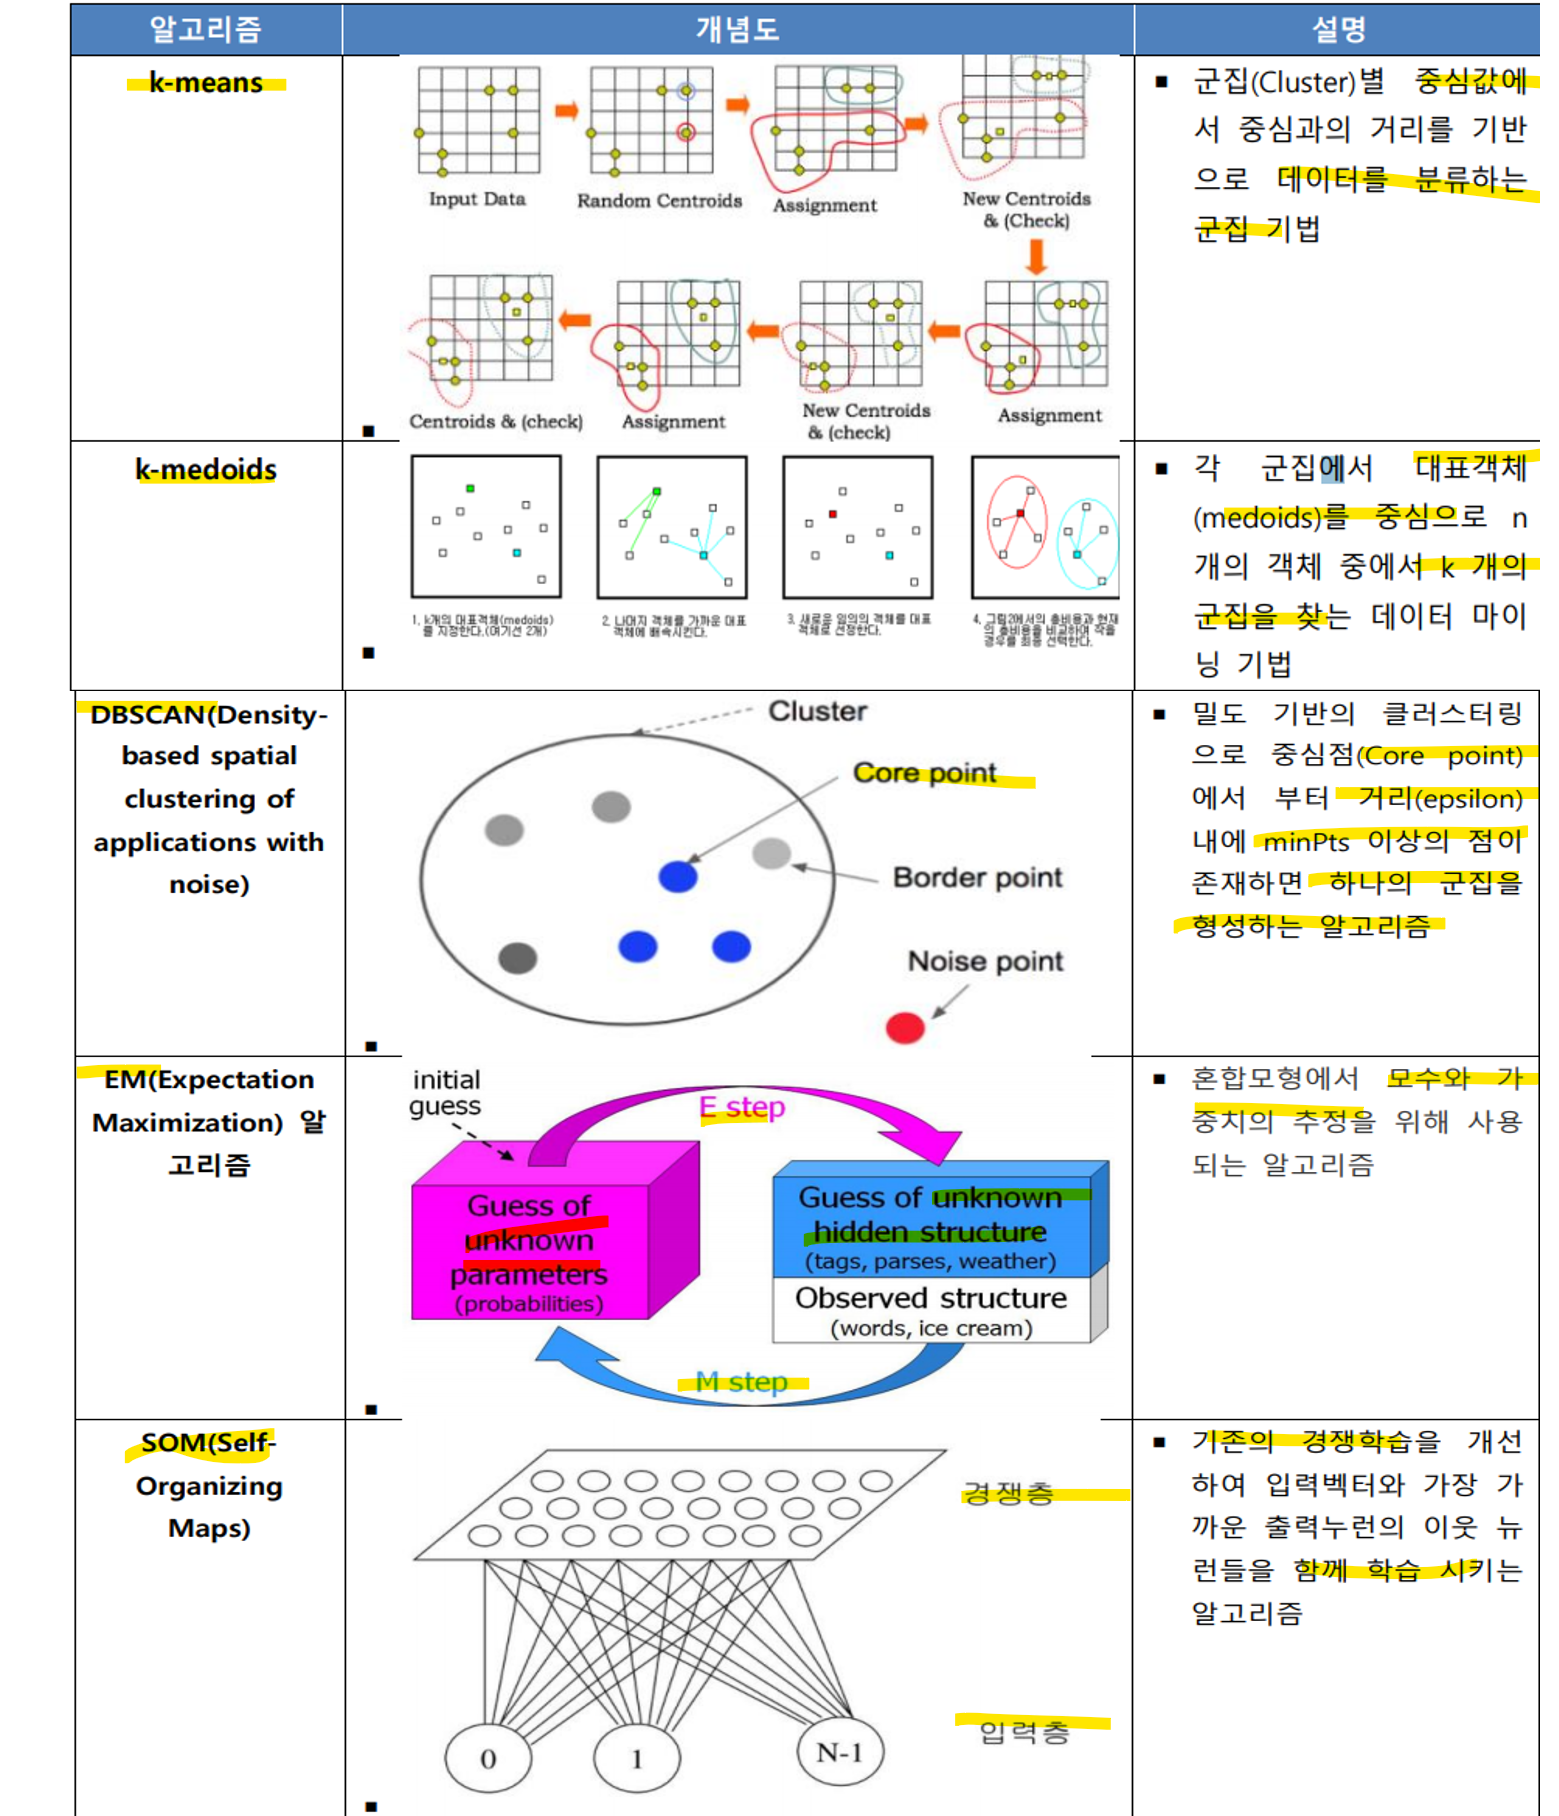 알고리즘 개념도 설명
k-means
Input Data
Random Centroids
Assignment
New Centroids
& (Check)
Centroids & (check)
Assignment
New Centroids
& (check)
Assignment
■
■ 군집(Cluster)별 중심값에
서 중심과의 거리를 기반
으로 데이터를 분류하는
군집 기법
k-medoids
1. k개의 대표객체(medoids)
를 지정한다.(여기선 2개)
2. 나머지 객체를 가까운 대표
객체에 배속시킨다.
3. 새로운 임의의 객체를 대표
객체로 선정한다.
4. 그림2에서의 총비용과 현재
의 총비용을 비교하여 작을
경우를 최종 선택한다.
■
■ 각 군집에서 대표객체
(medoids)를 중심으로 n
개의 객체 중에서 k 개의
군집을 찾는 데이터 마이
닝 기법
DBSCAN(Density-
based spatial
clustering of
applications with
noise)
Cluster
Core point
Border point
Noise point
■
■ 밀도 기반의 클러스터링
으로 중심점(Core point)
에서 부터 거리(epsilon)
내에 minPts 이상의 점이
존재하면 하나의 군집을
형성하는 알고리즘
EM(Expectation
Maximization) 알
고리즘
initial
guess
E step
Guess of
unknown
parameters
(probabilities)
Guess of unknown
hidden structure
(tags, parses, weather)
Observed structure
(words, ice cream)
M step
■
■ 혼합모형에서 모수와 가
중치의 추정을 위해 사용
되는 알고리즘
SOM(Self-
Organizing
Maps)
경쟁층
입력층
0 1 N-1
■
■ 기존의 경쟁학습을 개선
하여 입력벡터와 가장 가
까운 출력누런의 이웃 뉴
런들을 함께 학습 시키는
알고리즘